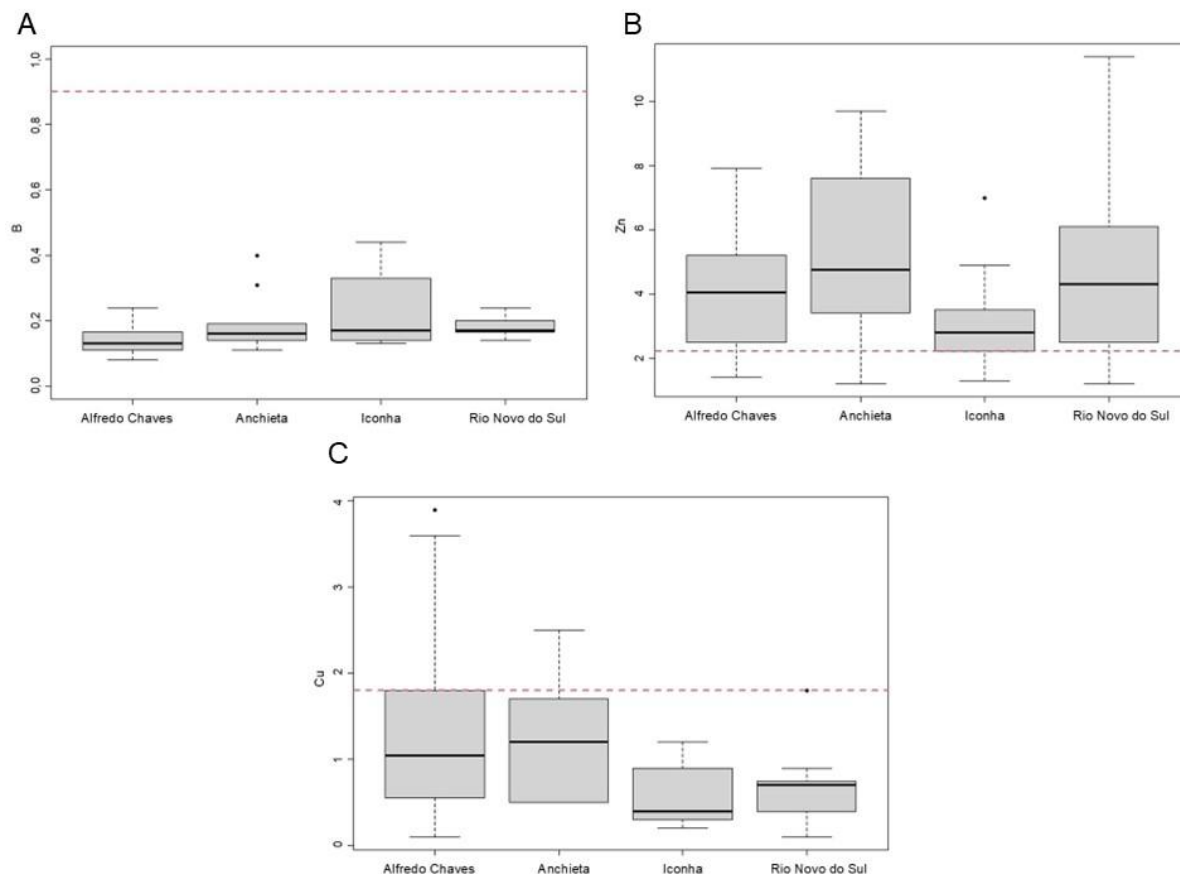 A
B
1,0
0,8
0,6
0,4
0,2
0,0
B
Alfredo Chaves Anchieta Iconha Rio Novo do Sul
10
8
6
4
2
Zn
Alfredo Chaves Anchieta Iconha Rio Novo do Sul
C
4
3
2
1
0
Cu
Alfredo Chaves Anchieta Iconha Rio Novo do Sul